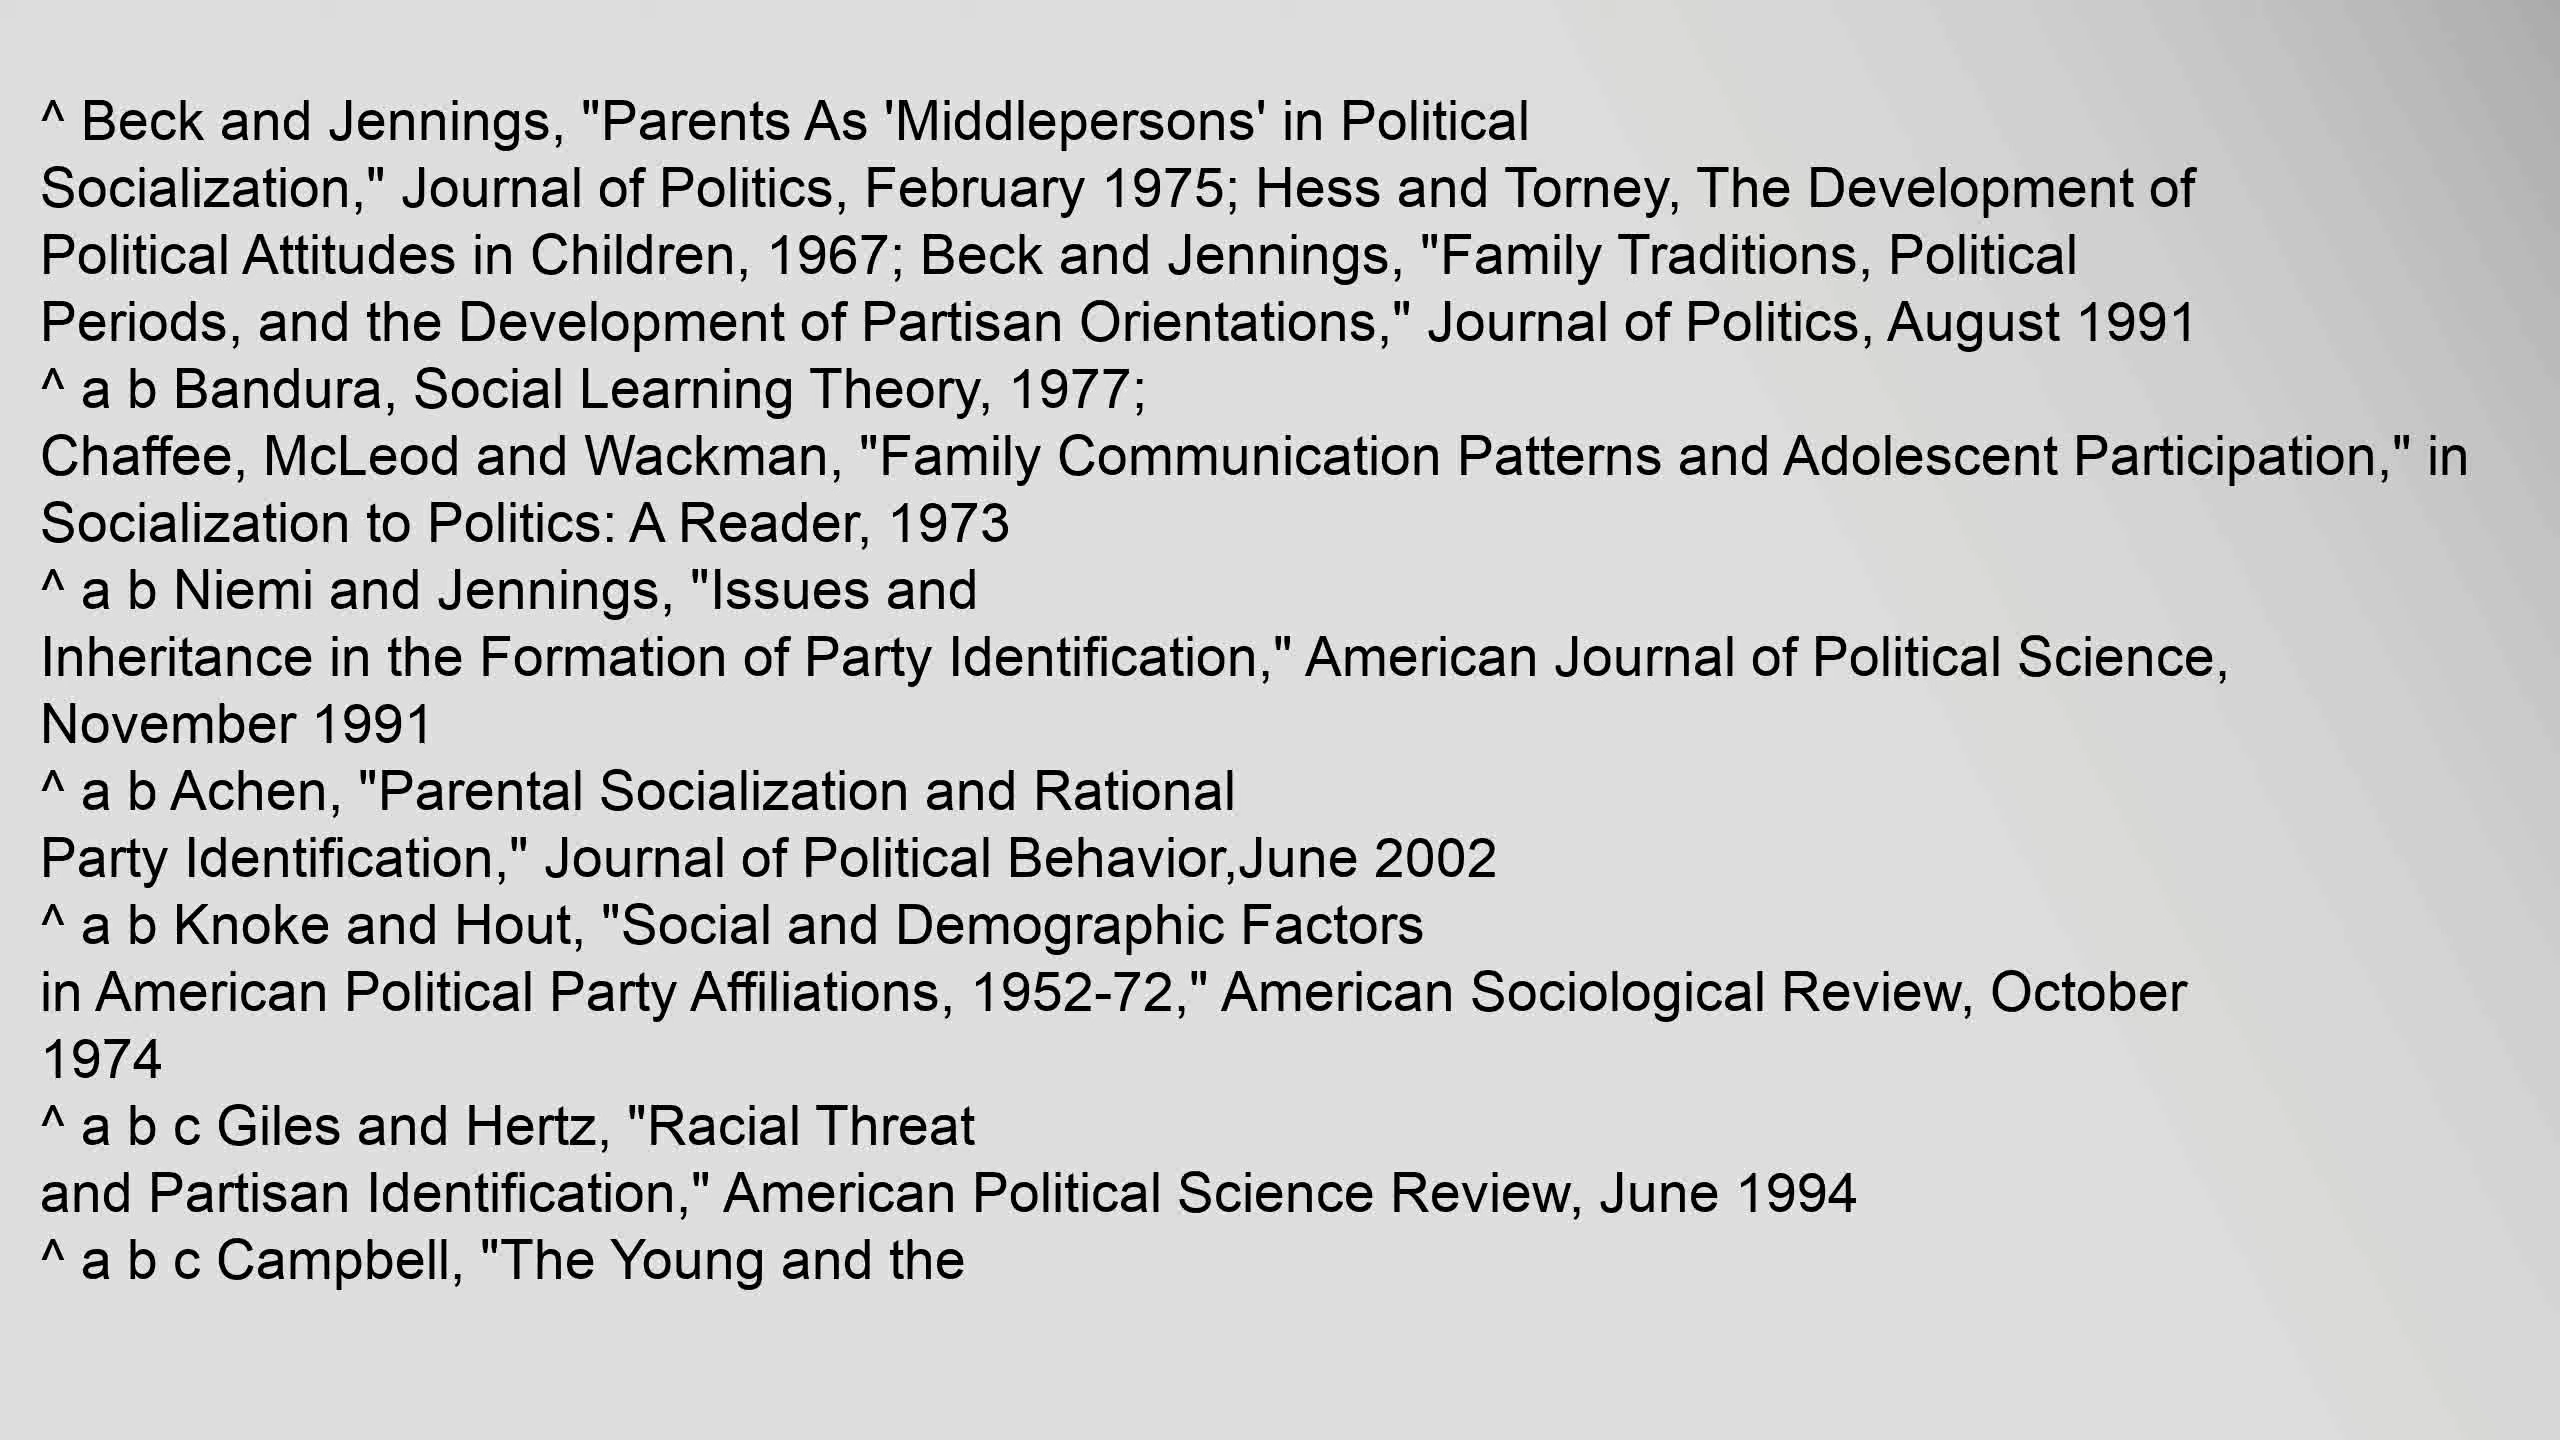 ^ Beck and Jennings, "Parents As 'Middlepersons' in Political
Socialization," Journal of Politics, February 1975; Hess and Torney, The Development of
Political Attitudes in Children, 1967; Beck and Jennings, "Family Traditions, Political
Periods, and the Development of Partisan Orientations," Journal of Politics, August 1991
^ a b Bandura, Social Learning Theory, 1977;
Chaffee, McLeod and Wackman, "Family Communication Patterns and Adolescent Participation," in
Socialization to Politics: A Reader, 1973
^ a b Niemi and Jennings, "Issues and
Inheritance in the Formation of Party Identification," American Journal of Political Science,
November 1991
^ a b Achen, "Parental Socialization and Rational
Party Identification," Journal of Political Behavior,June 2002
^ a b Knoke and Hout, "Social and Demographic Factors
in American Political Party Affiliations, 1952-72," American Sociological Review, October
1974
^ a b c Giles and Hertz, "Racial Threat
and Partisan Identification," American Political Science Review, June 1994
^ a b c Campbell, "The Young and the